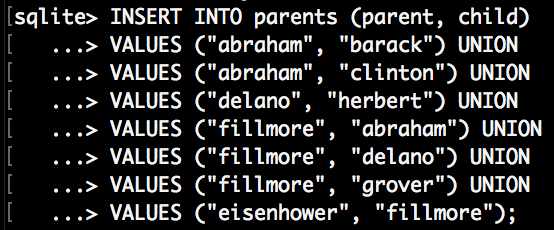 [sqlite> INSERT INTO parents (parent, child)
[   ...> VALUES ("abraham", "barack") UNION
[   ...> VALUES ("abraham", "clinton") UNION
[   ...> VALUES ("delano", "herbert") UNION
[   ...> VALUES ("fillmore", "abraham") UNION
[   ...> VALUES ("fillmore", "delano") UNION
[   ...> VALUES ("fillmore", "grover") UNION
[   ...> VALUES ("eisenhower", "fillmore");